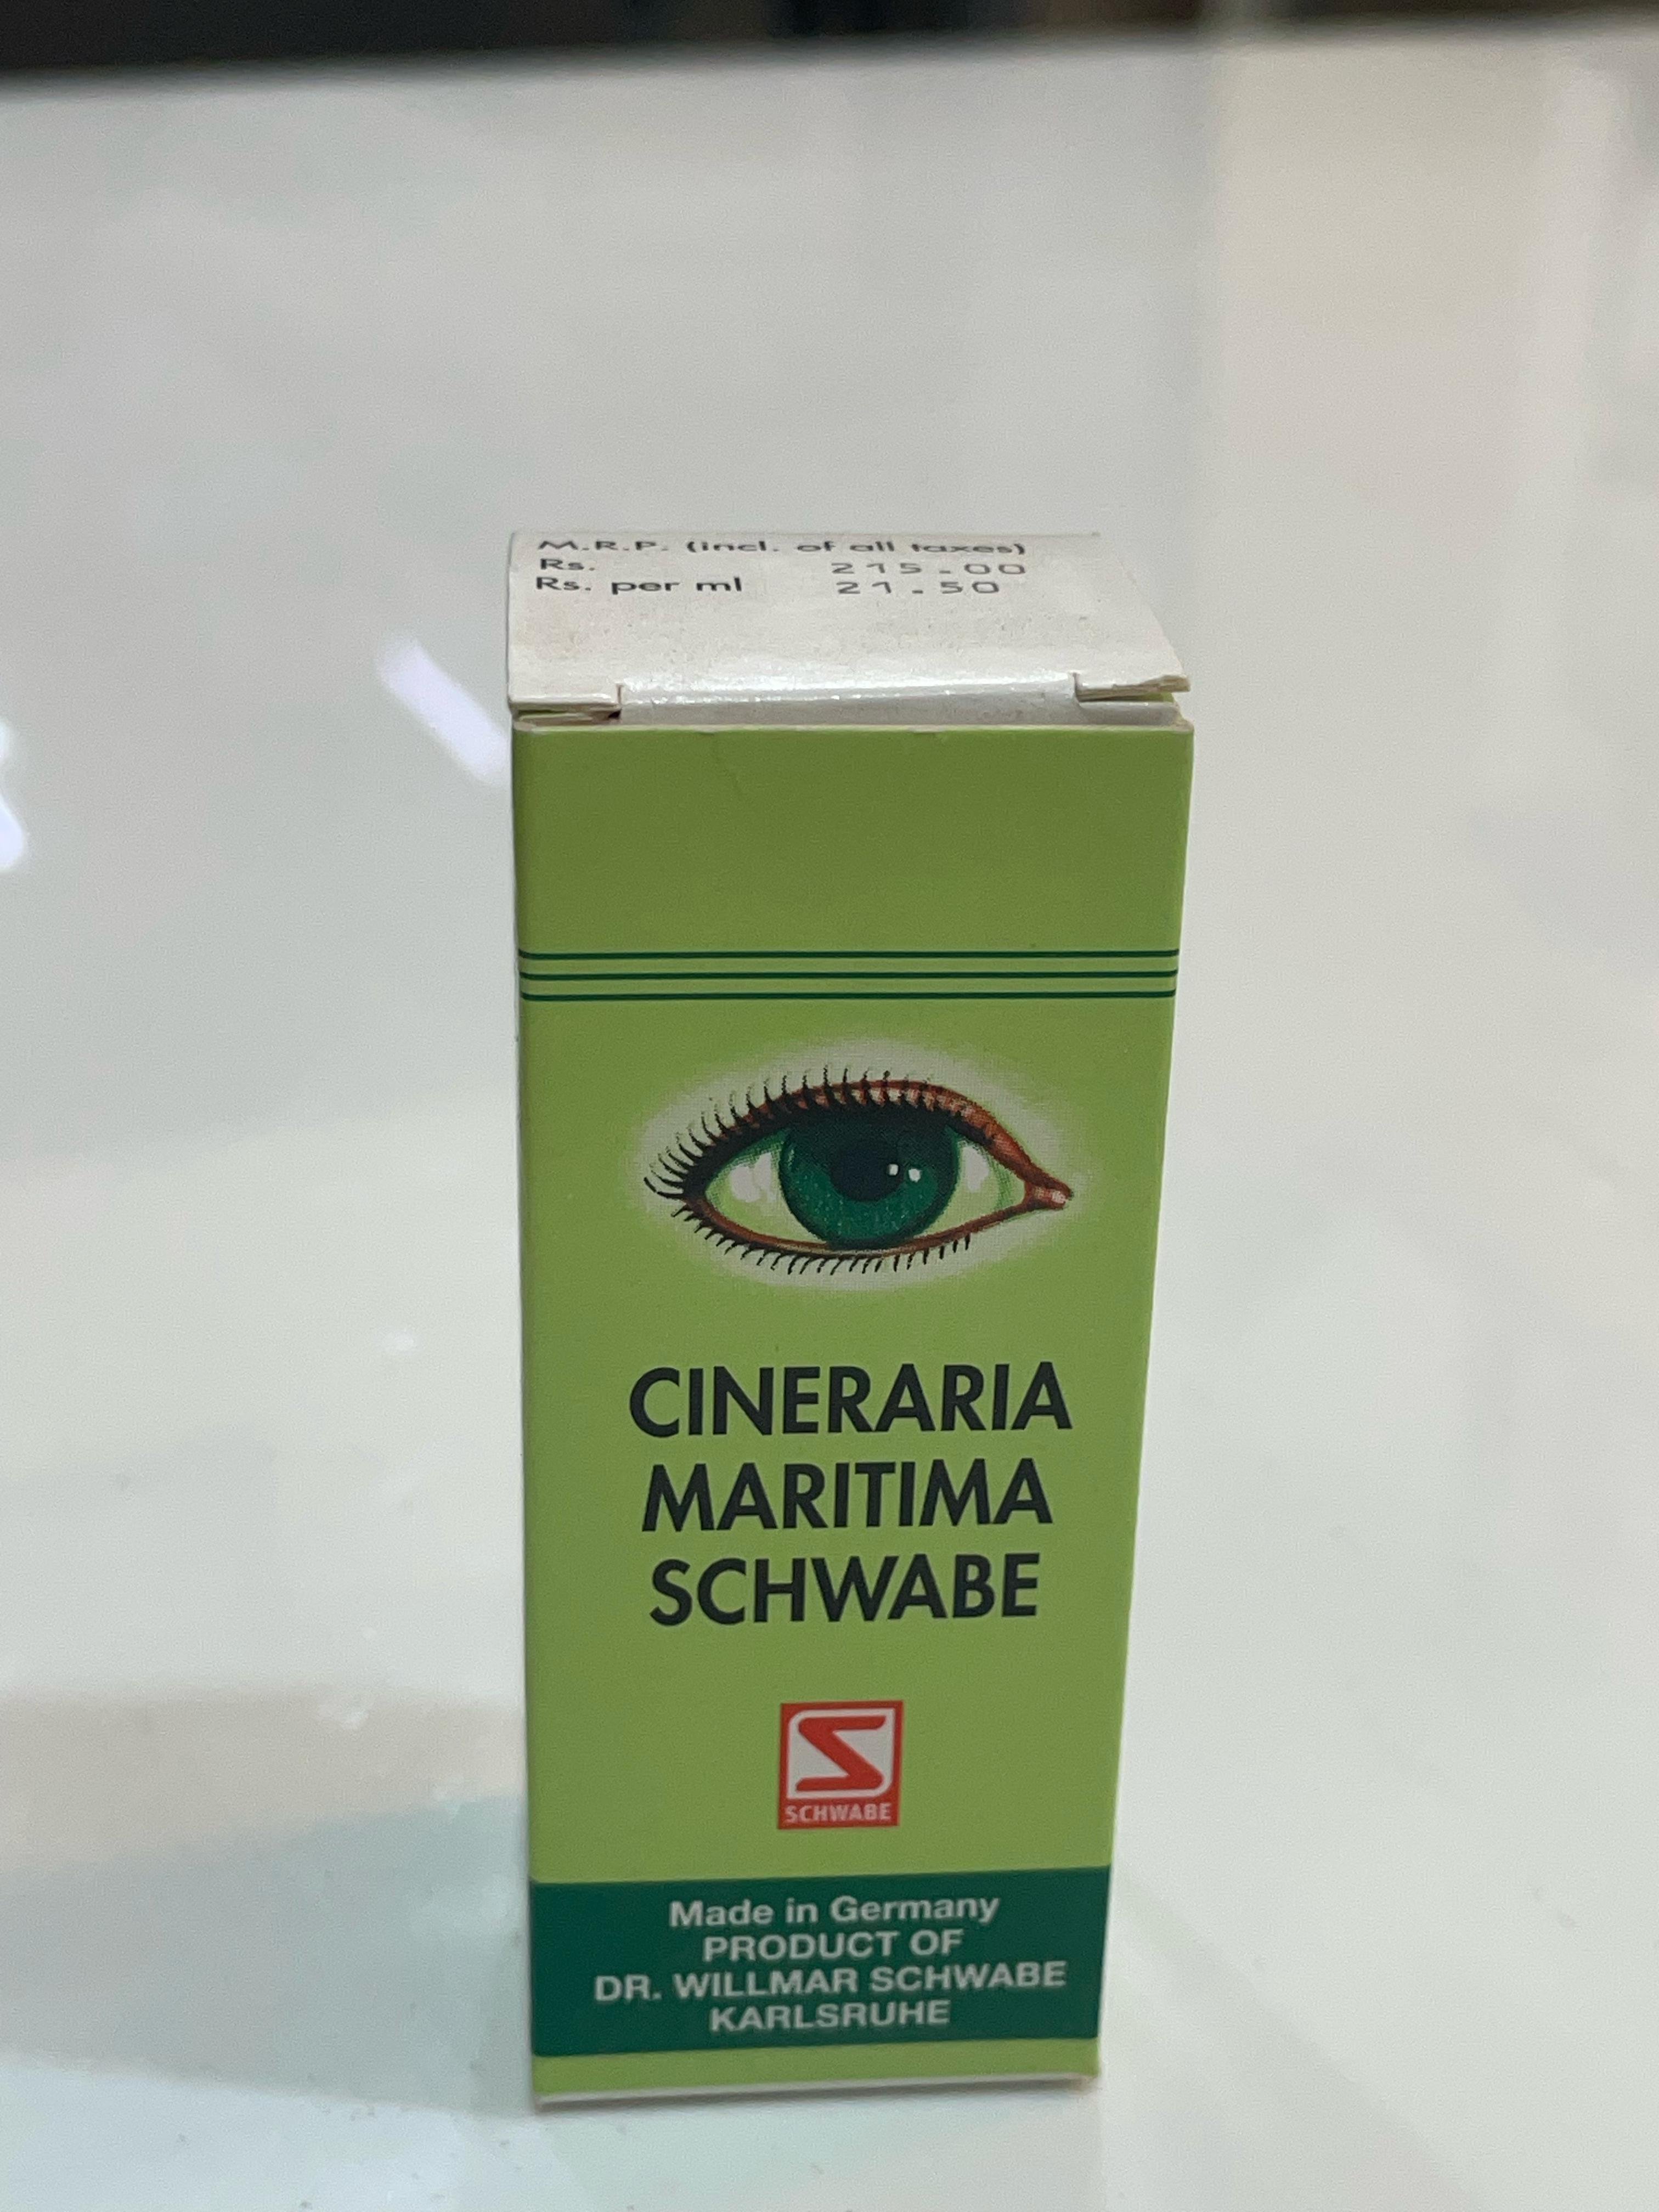 M.R.P. (incl. of all taxes)
Rs. 215.00
Rs. per ml 21.50
CINERARIA
MARITIMA
SCHWABE
SCHWABE
Made in Germany
PRODUCT OF
DR. WILLMAR SCHWABE
KARLSRUHE